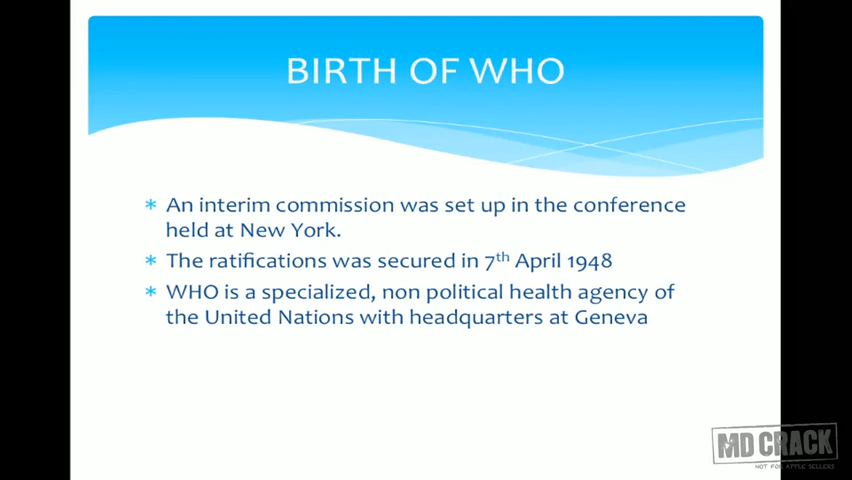 BIRTH OF WHO
* An interim commission was set up in the conference
held at New York.
* The ratifications was secured in 7th April 1948
* WHO is a specialized, non political health agency of
the United Nations with headquarters at Geneva
MD CRACK
NOT FOR APPLE SELLERS